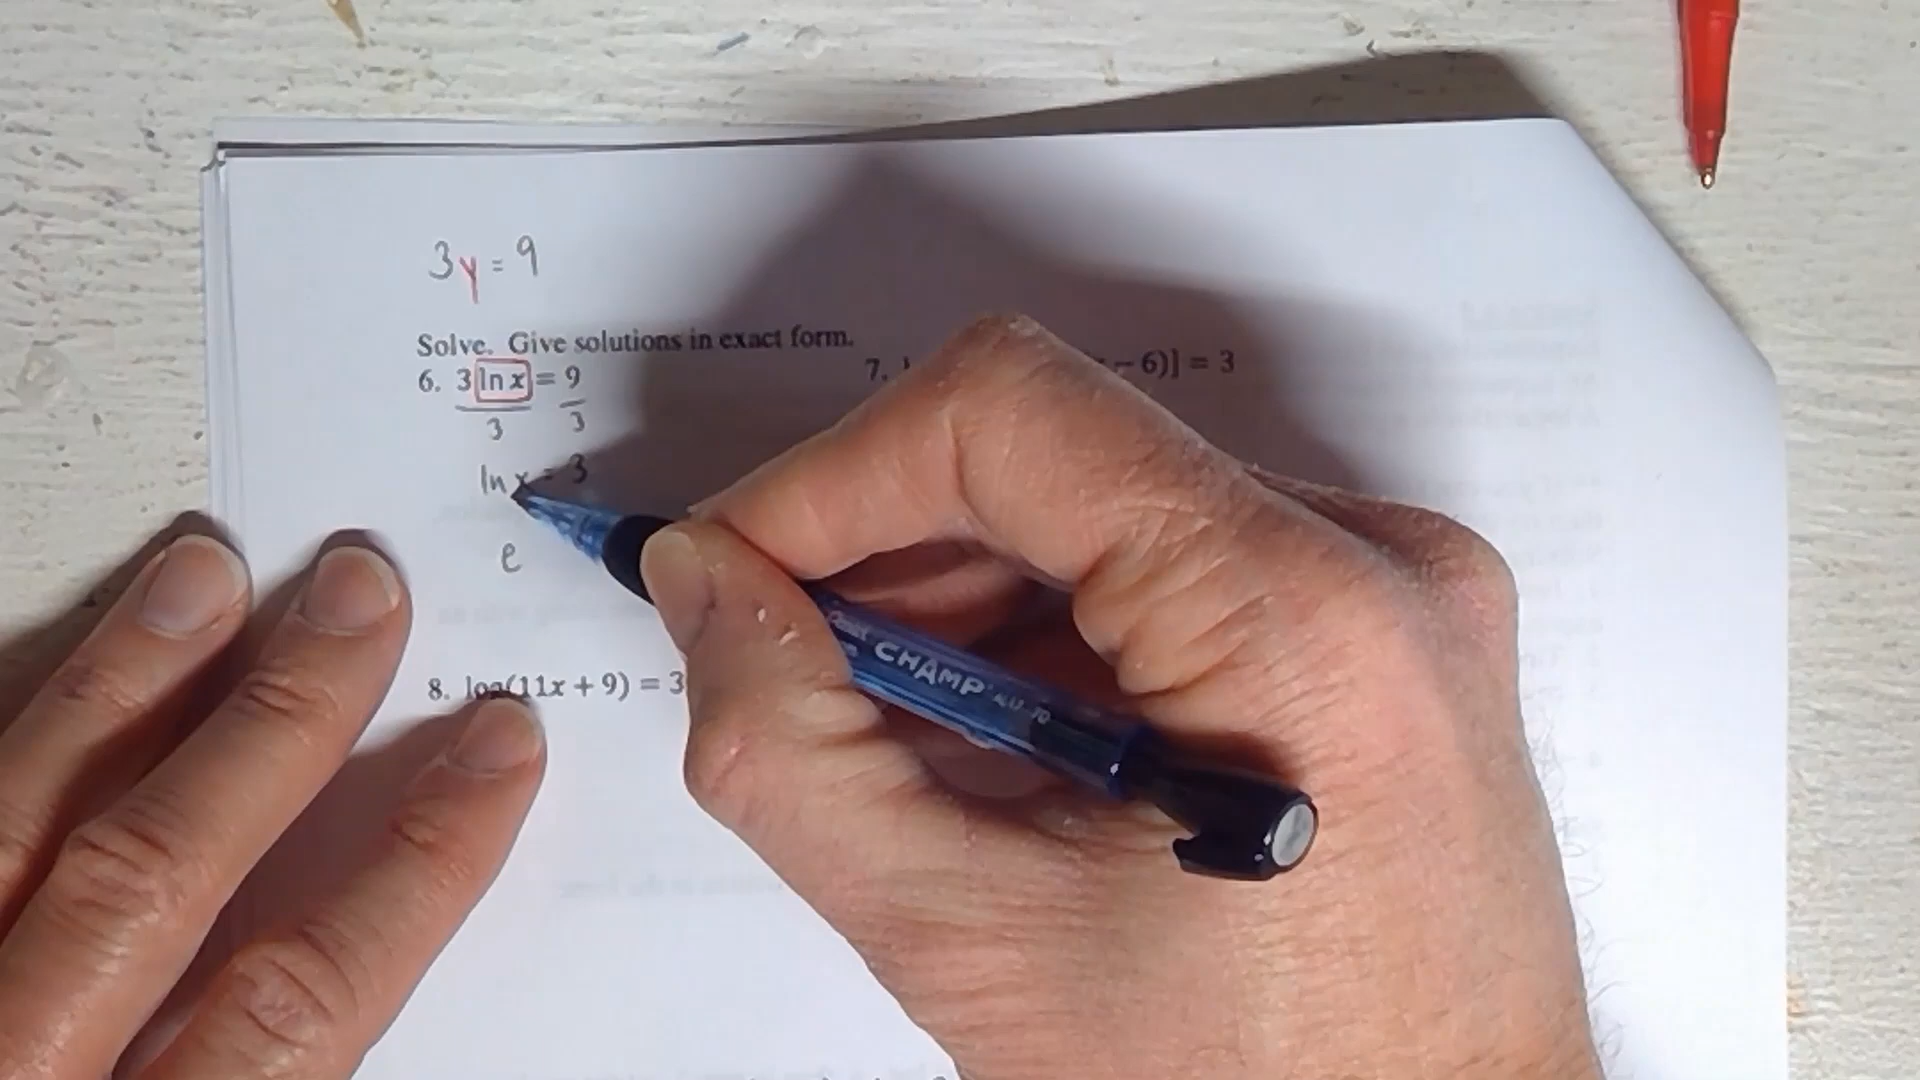 3y = 9
Solve. Give solutions in exact form.
6. 3 ln x = 9
3 3
ln x = 3
e
7. − 6)] = 3
8. log(11x + 9) = 3
CHAMP